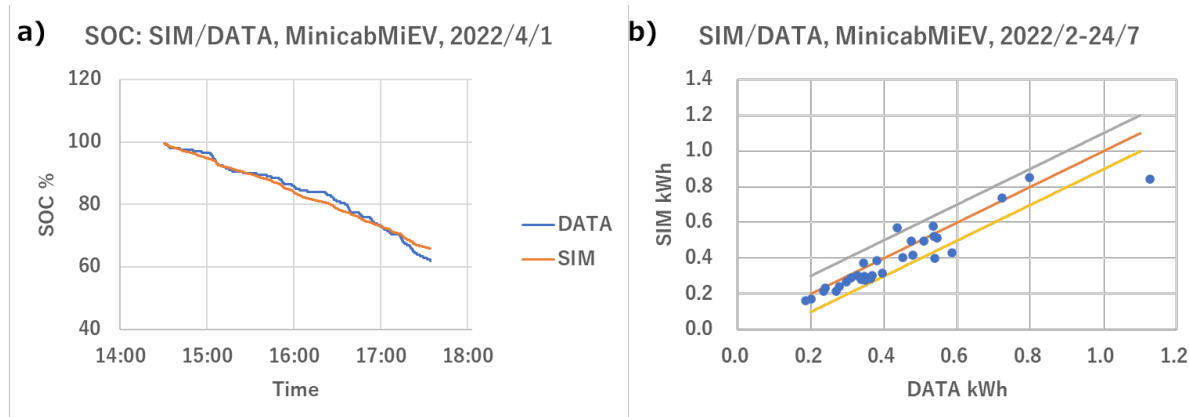 a) SOC: SIM/DATA, MinicabMiEV, 2022/4/1
120
100
80
60
40
SOC %
14:00 15:00 16:00 17:00 18:00
Time
DATA
SIM
b) SIM/DATA, MinicabMiEV, 2022/2-24/7
1.4
1.2
1.0
0.8
0.6
0.4
0.2
0.0
SIM kWh
0.0 0.2 0.4 0.6 0.8 1.0 1.2
DATA kWh